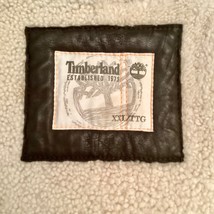 Timberland
ESTABLISHED 1973
XXL/TTG